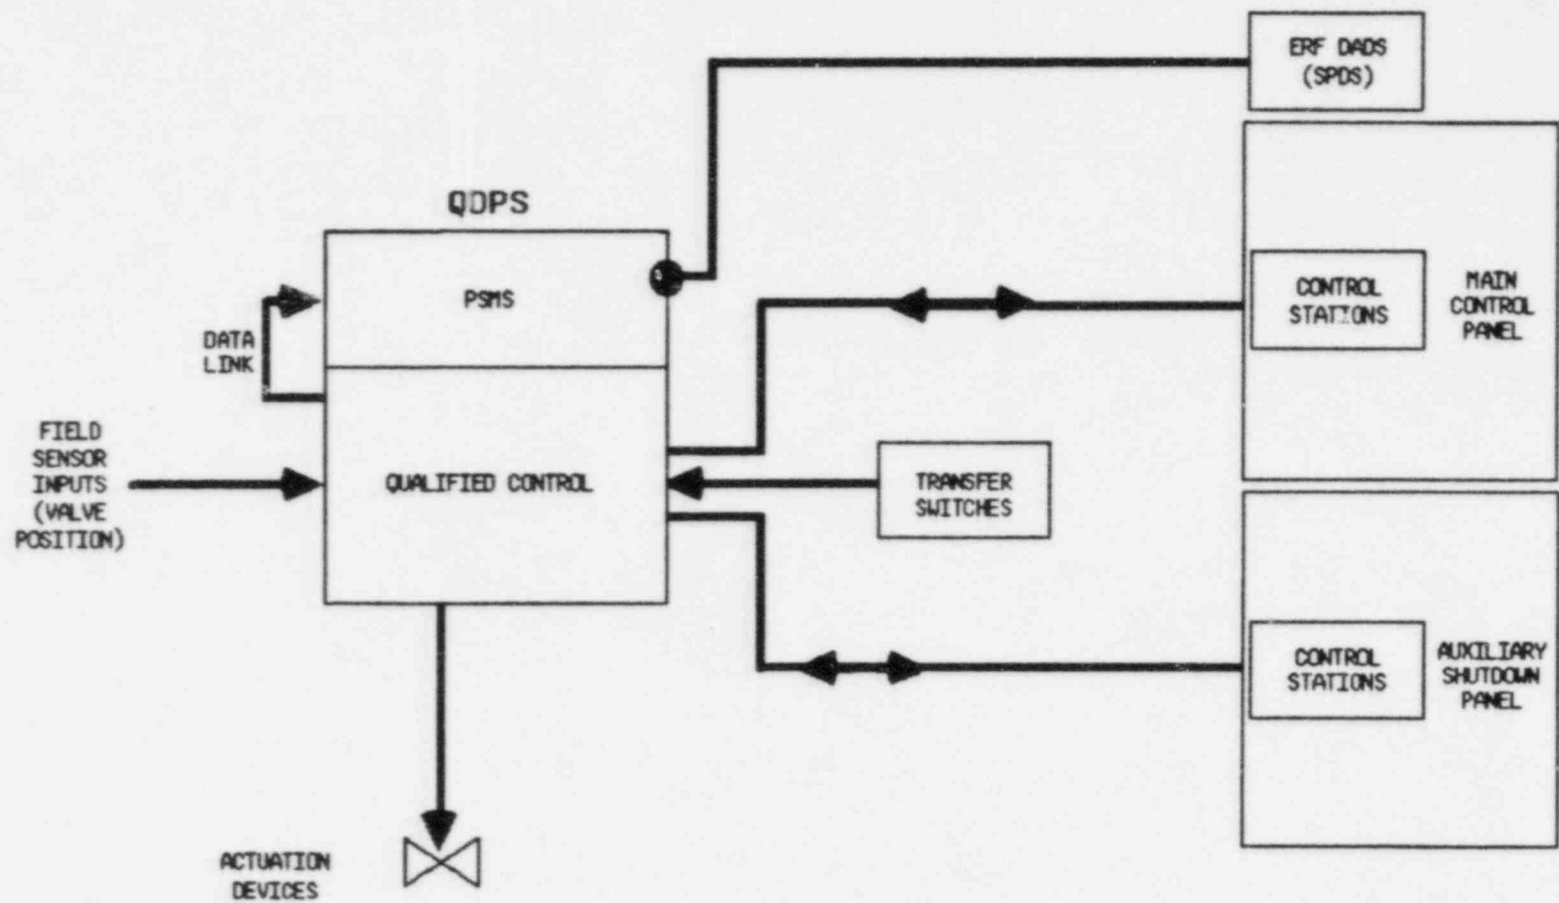 ERF DADS
(SPDS)
QDPS
PSMS
DATA
LINK
CONTROL
STATIONS
MAIN
CONTROL
PANEL
FIELD
SENSOR
INPUTS
(VALVE
POSITION)
QUALIFIED CONTROL
TRANSFER
SWITCHES
CONTROL
STATIONS
AUXILIARY
SHUTDOWN
PANEL
ACTUATION
DEVICES